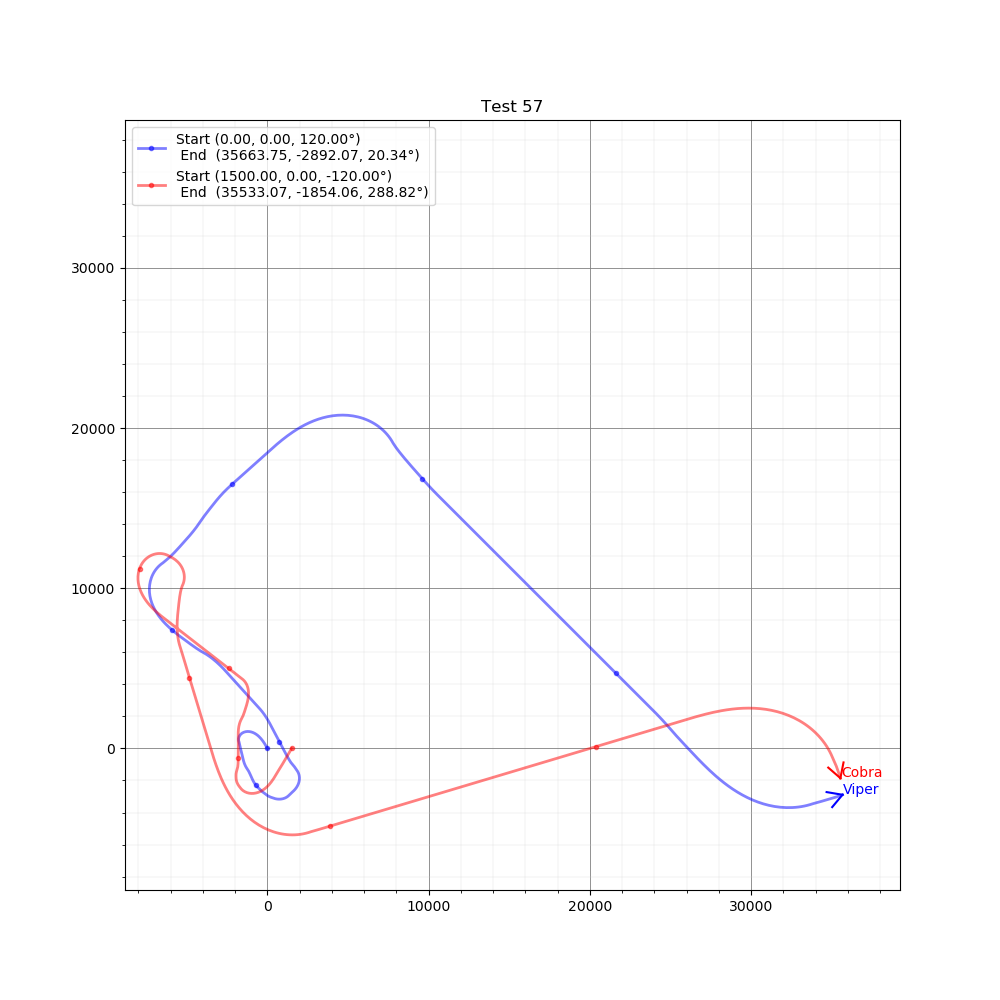 Test 57
Start (0.00, 0.00, 120.00°)
End (35663.75, -2892.07, 20.34°)
Start (1500.00, 0.00, -120.00°)
End (35533.07, -1854.06, 288.82°)
30000
20000
10000
0
Cobra
Viper
0
10000
20000
30000